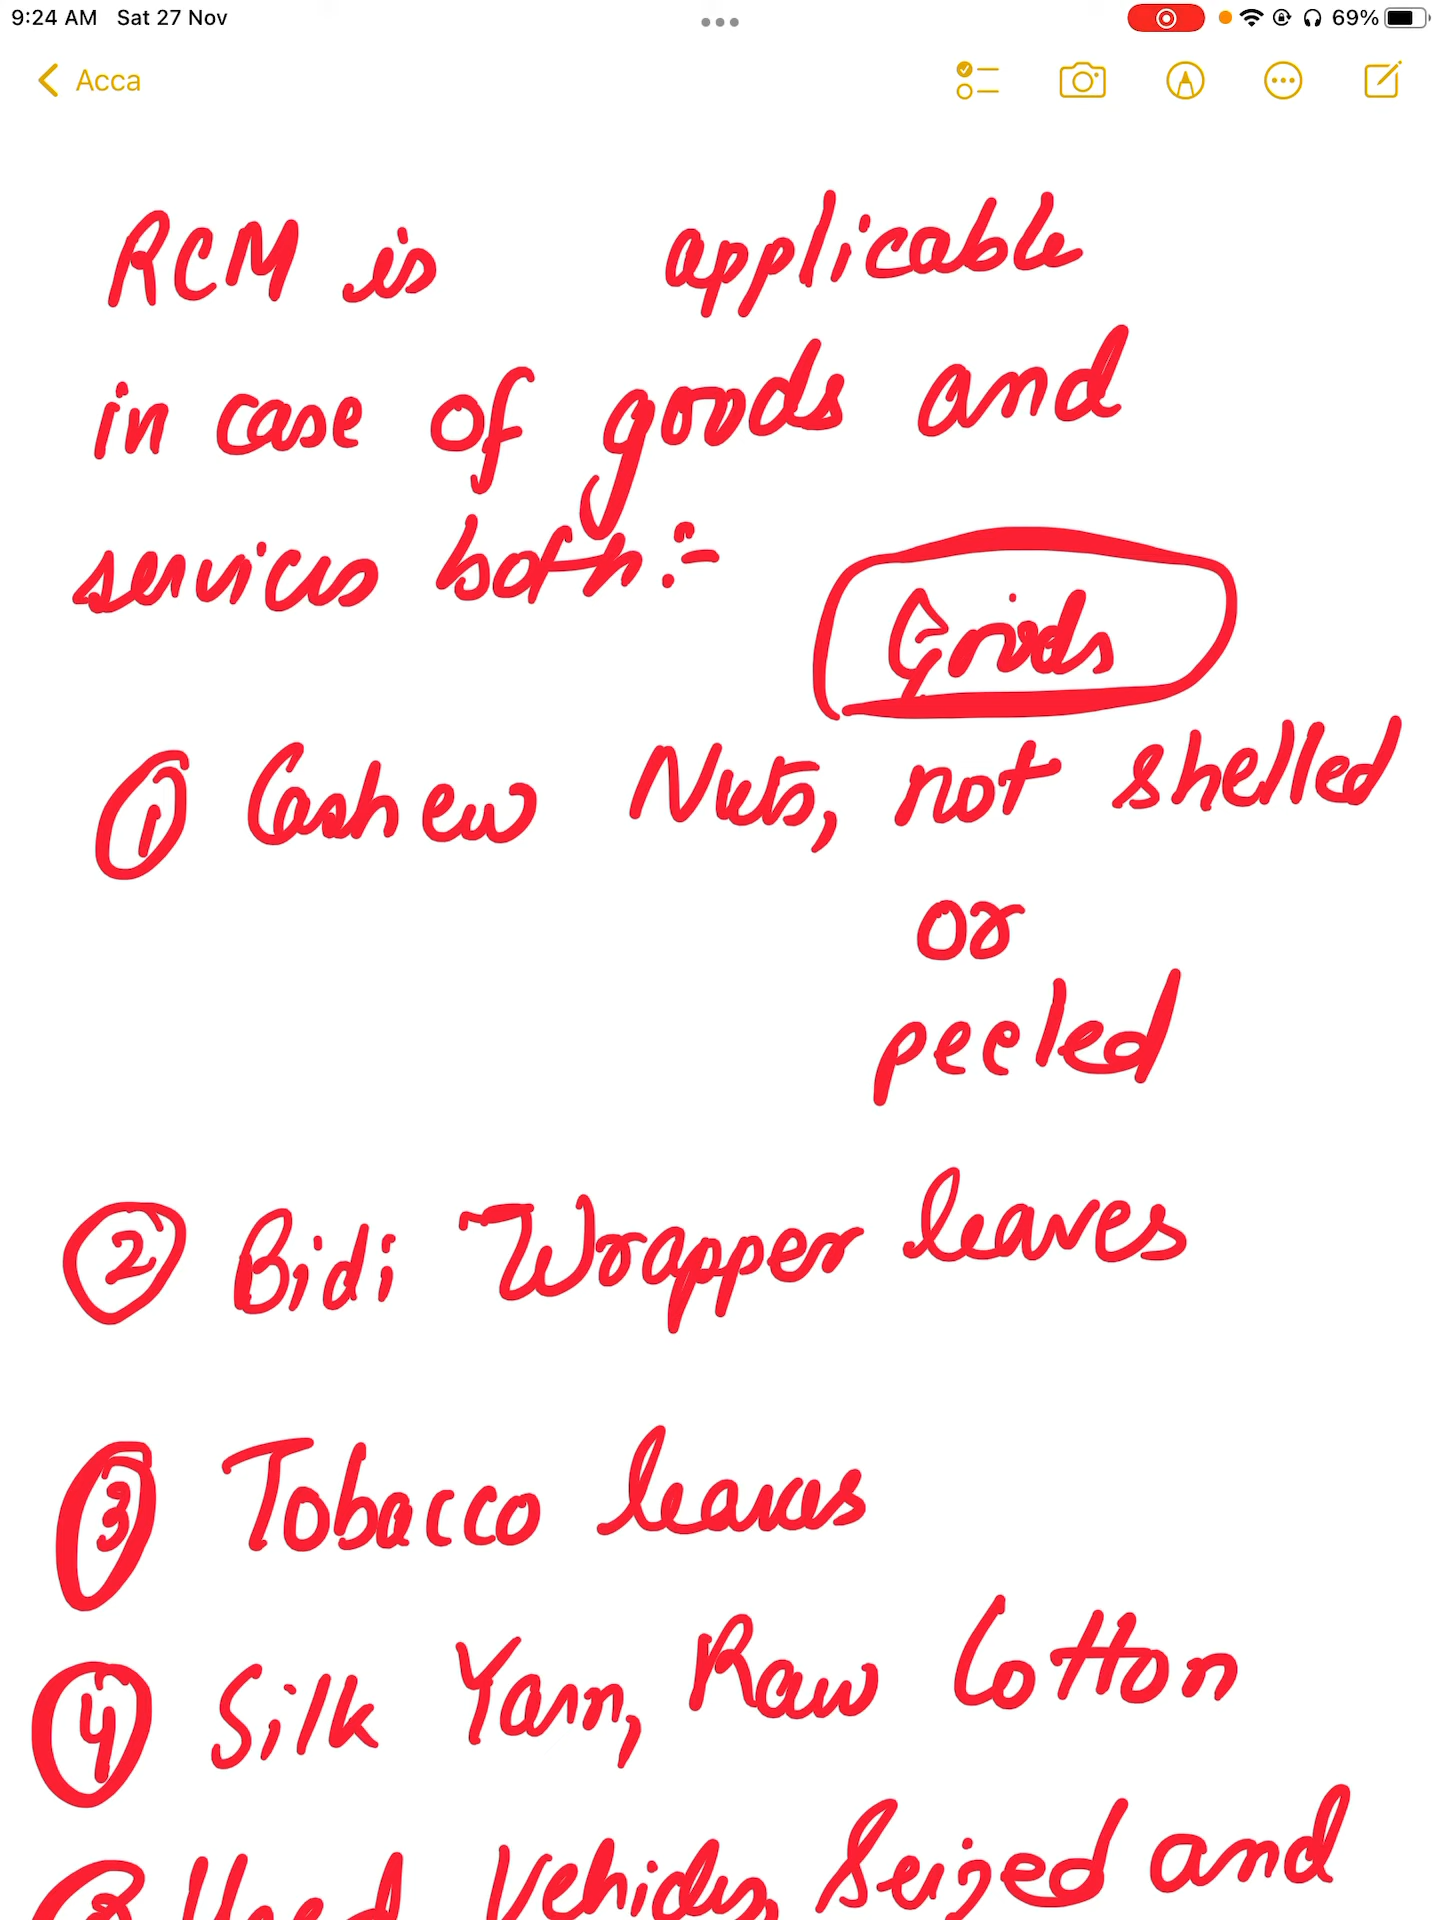 9:24 AM Sat 27 Nov
69%
Acca
RCM is applicable
in case of goods and
services both:-
Goods
① Cashew Nuts, not shelled
or
peeled
② Bidi Wrapper leaves
③ Tobacco leaves
④ Silk Yarn, Raw Cotton
Used Vehicles, Seized and